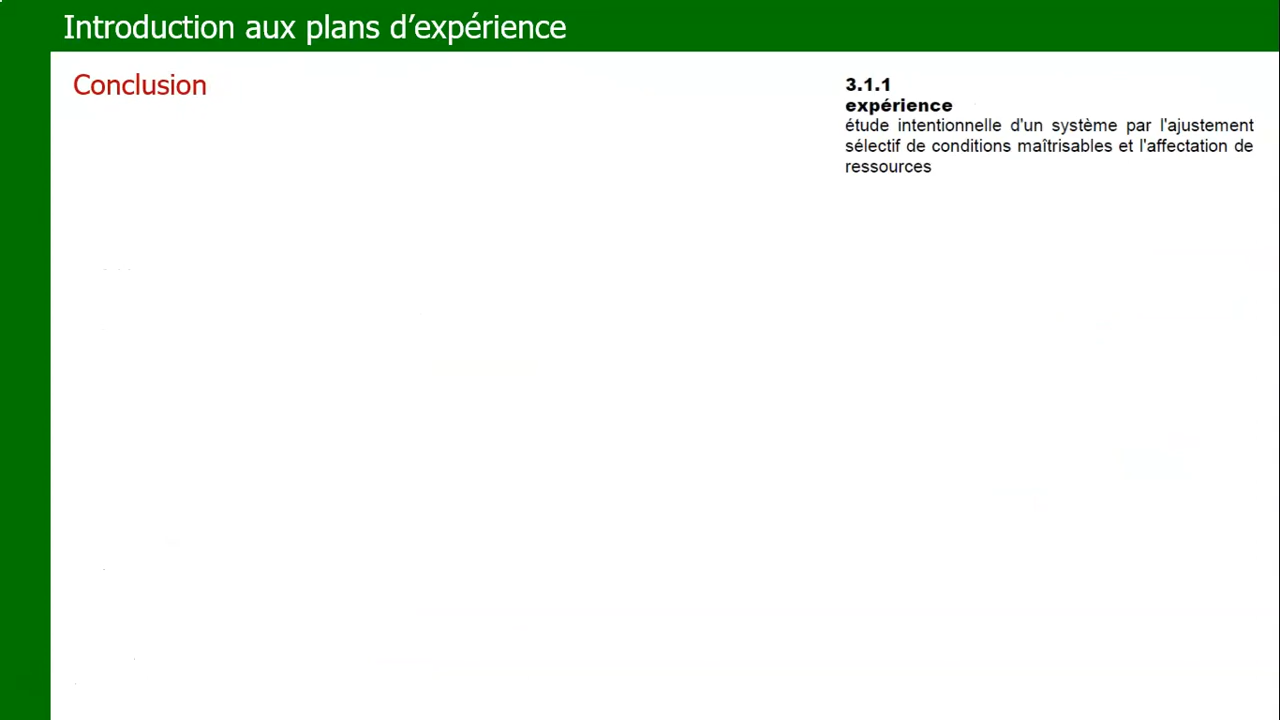 Introduction aux plans d’expérience
Conclusion
3.1.1
expérience
étude intentionnelle d'un système par l'ajustement
sélectif de conditions maîtrisables et l'affectation de
ressources